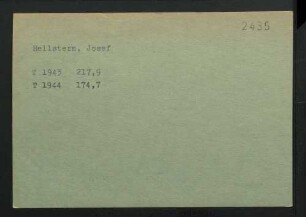 2435
Hellstern, Josef
T 1943 217,9
T 1944 174,7